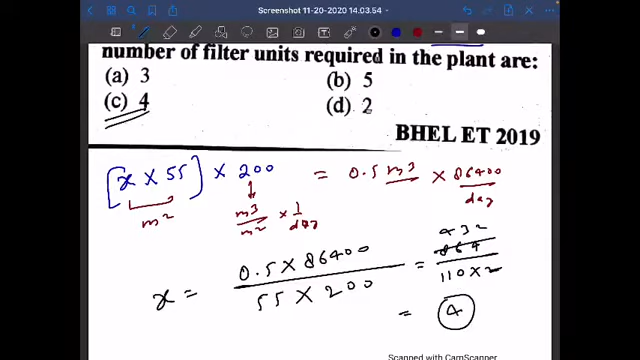 Screenshot 11-20-2020 14.03.54
number of filter units required in the plant are:
(a) 3 (b) 5
(c) 4 (d) 2
BHEL ET 2019
[x × 55] × 200 = 0.5 m3 × 86400/day
m2 m3/m2 × 1/day
x = 0.5 × 86400 / 55 × 200 = 432 864 / 110 × 2
= 4
Scanned with CamScanner